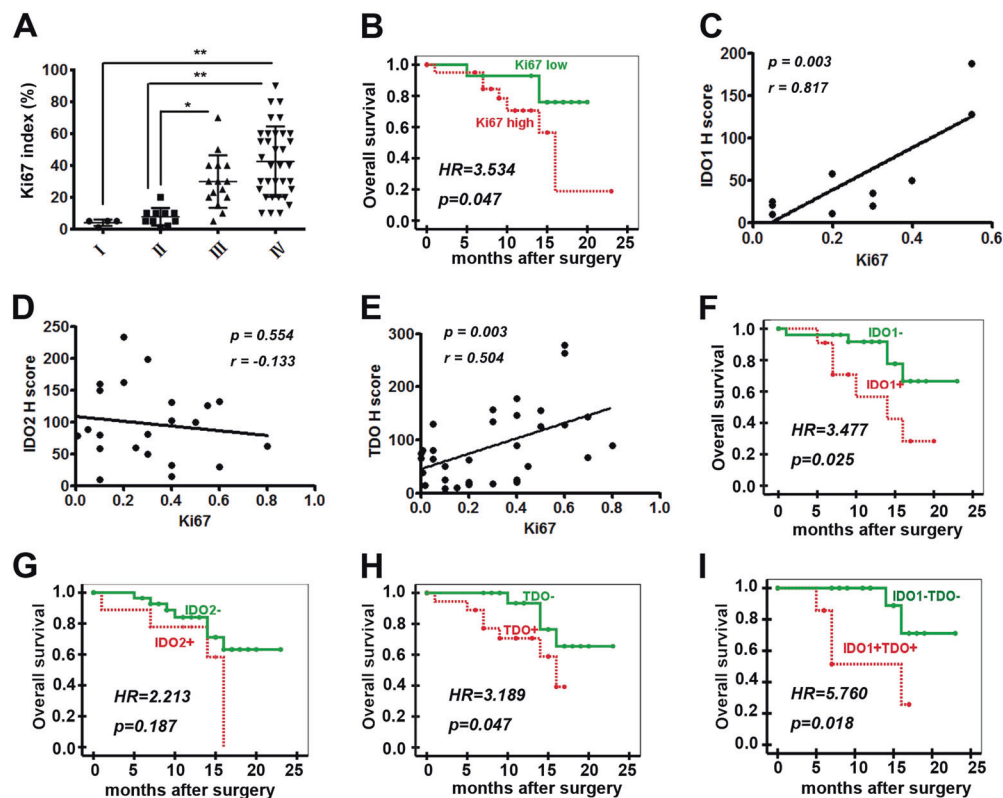 A
Ki67 index (%)
100
80
60
40
20
0
**
**
*
I
II
III
IV
B
Overall survival
1.0
0.8
0.6
0.4
0.2
0.0
Ki67 low
Ki67 high
HR=3.534
p=0.047
0 5 10 15 20 25
months after surgery
C
IDO1 H score
200
150
100
50
0
p = 0.003
r = 0.817
0.0 0.2 0.4 0.6
Ki67
D
IDO2 H score
250
200
150
100
50
0
p = 0.554
r = -0.133
0.0 0.2 0.4 0.6 0.8 1.0
Ki67
E
TDO H score
300
200
100
0
p = 0.003
r = 0.504
0.0 0.2 0.4 0.6 0.8 1.0
Ki67
F
Overall survival
1.0
0.8
0.6
0.4
0.2
0.0
IDO1-
IDO1+
HR=3.477
p=0.025
0 5 10 15 20 25
months after surgery
G
Overall survival
1.0
0.8
0.6
0.4
0.2
0.0
IDO2-
IDO2+
HR=2.213
p=0.187
0 5 10 15 20 25
months after surgery
H
Overall survival
1.0
0.8
0.6
0.4
0.2
0.0
TDO-
TDO+
HR=3.189
p=0.047
0 5 10 15 20 25
months after surgery
I
Overall survival
1.0
0.8
0.6
0.4
0.2
0.0
IDO1-TDO-
IDO1+TDO+
HR=5.760
p=0.018
0 5 10 15 20 25
months after surgery